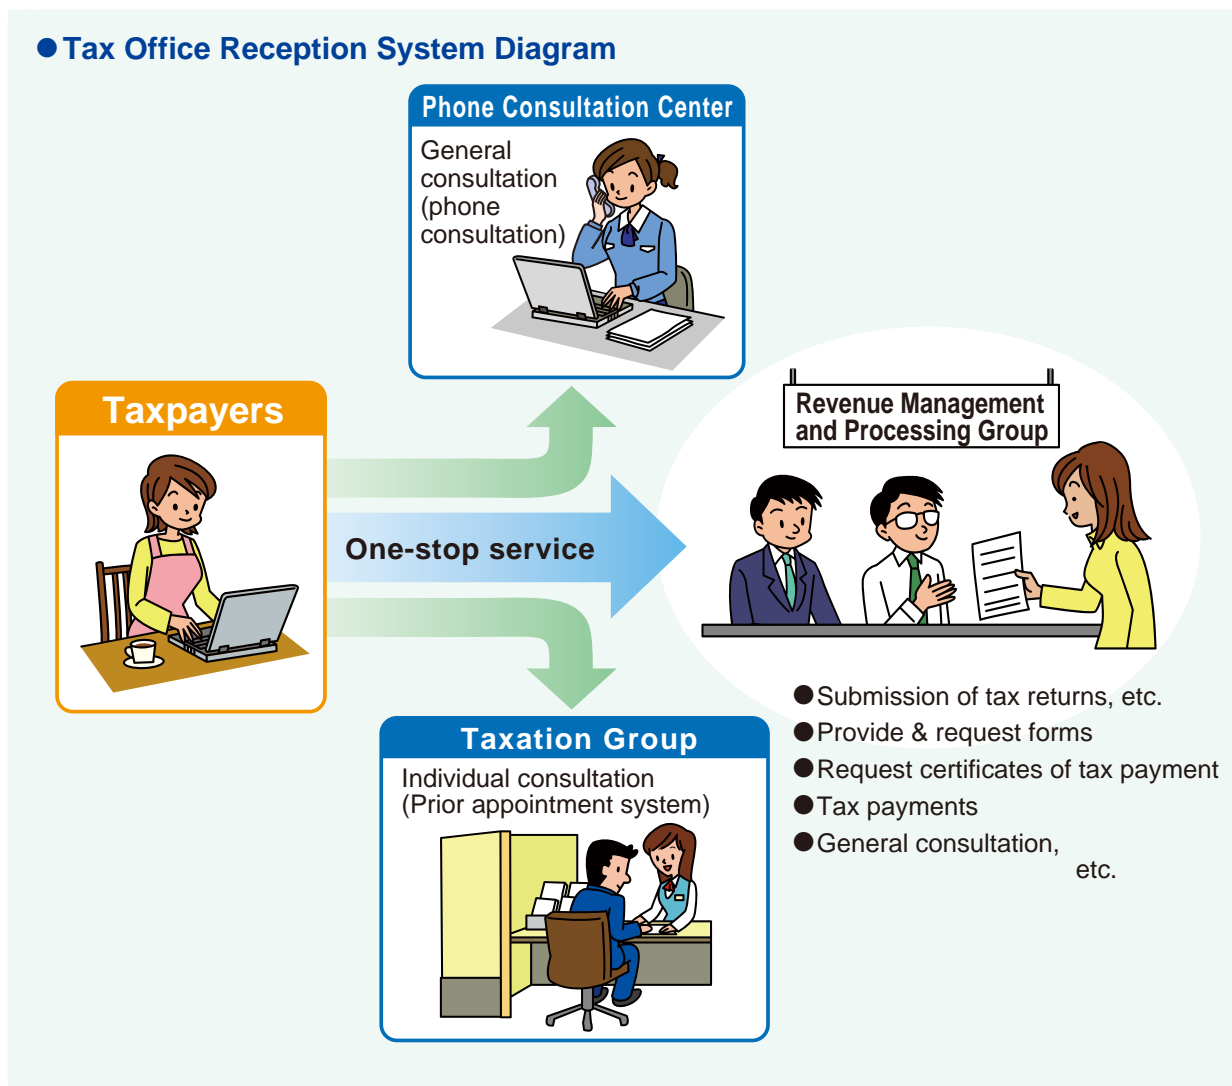 ●Tax Office Reception System Diagram
Phone Consultation Center
General
consultation
(phone
consultation)
Taxpayers
One-stop service
Revenue Management
and Processing Group
●Submission of tax returns, etc.
●Provide & request forms
●Request certificates of tax payment
●Tax payments
●General consultation,
etc.
Taxation Group
Individual consultation
(Prior appointment system)